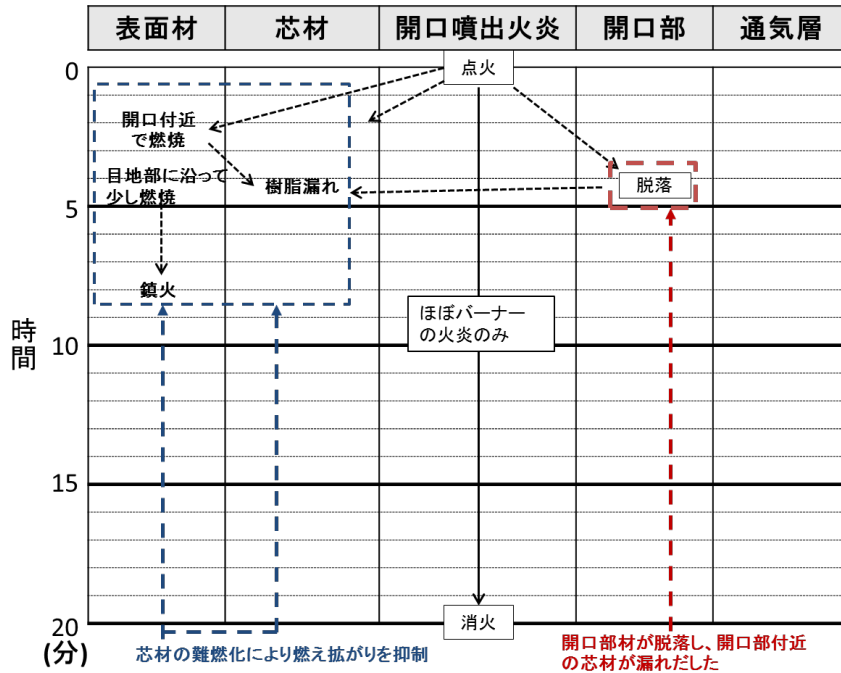 表面材
芯材
開口噴出火炎
開口部
通気層
0
点火
開口付近
で燃焼
目地部に沿って
少し燃焼
樹脂漏れ
脱落
5
鎮火
ほぼバーナー
の火炎のみ
時間
10
15
20
(分)
消火
芯材の難燃化により燃え拡がりを抑制
開口部材が脱落し、開口部付近
の芯材が漏れだした